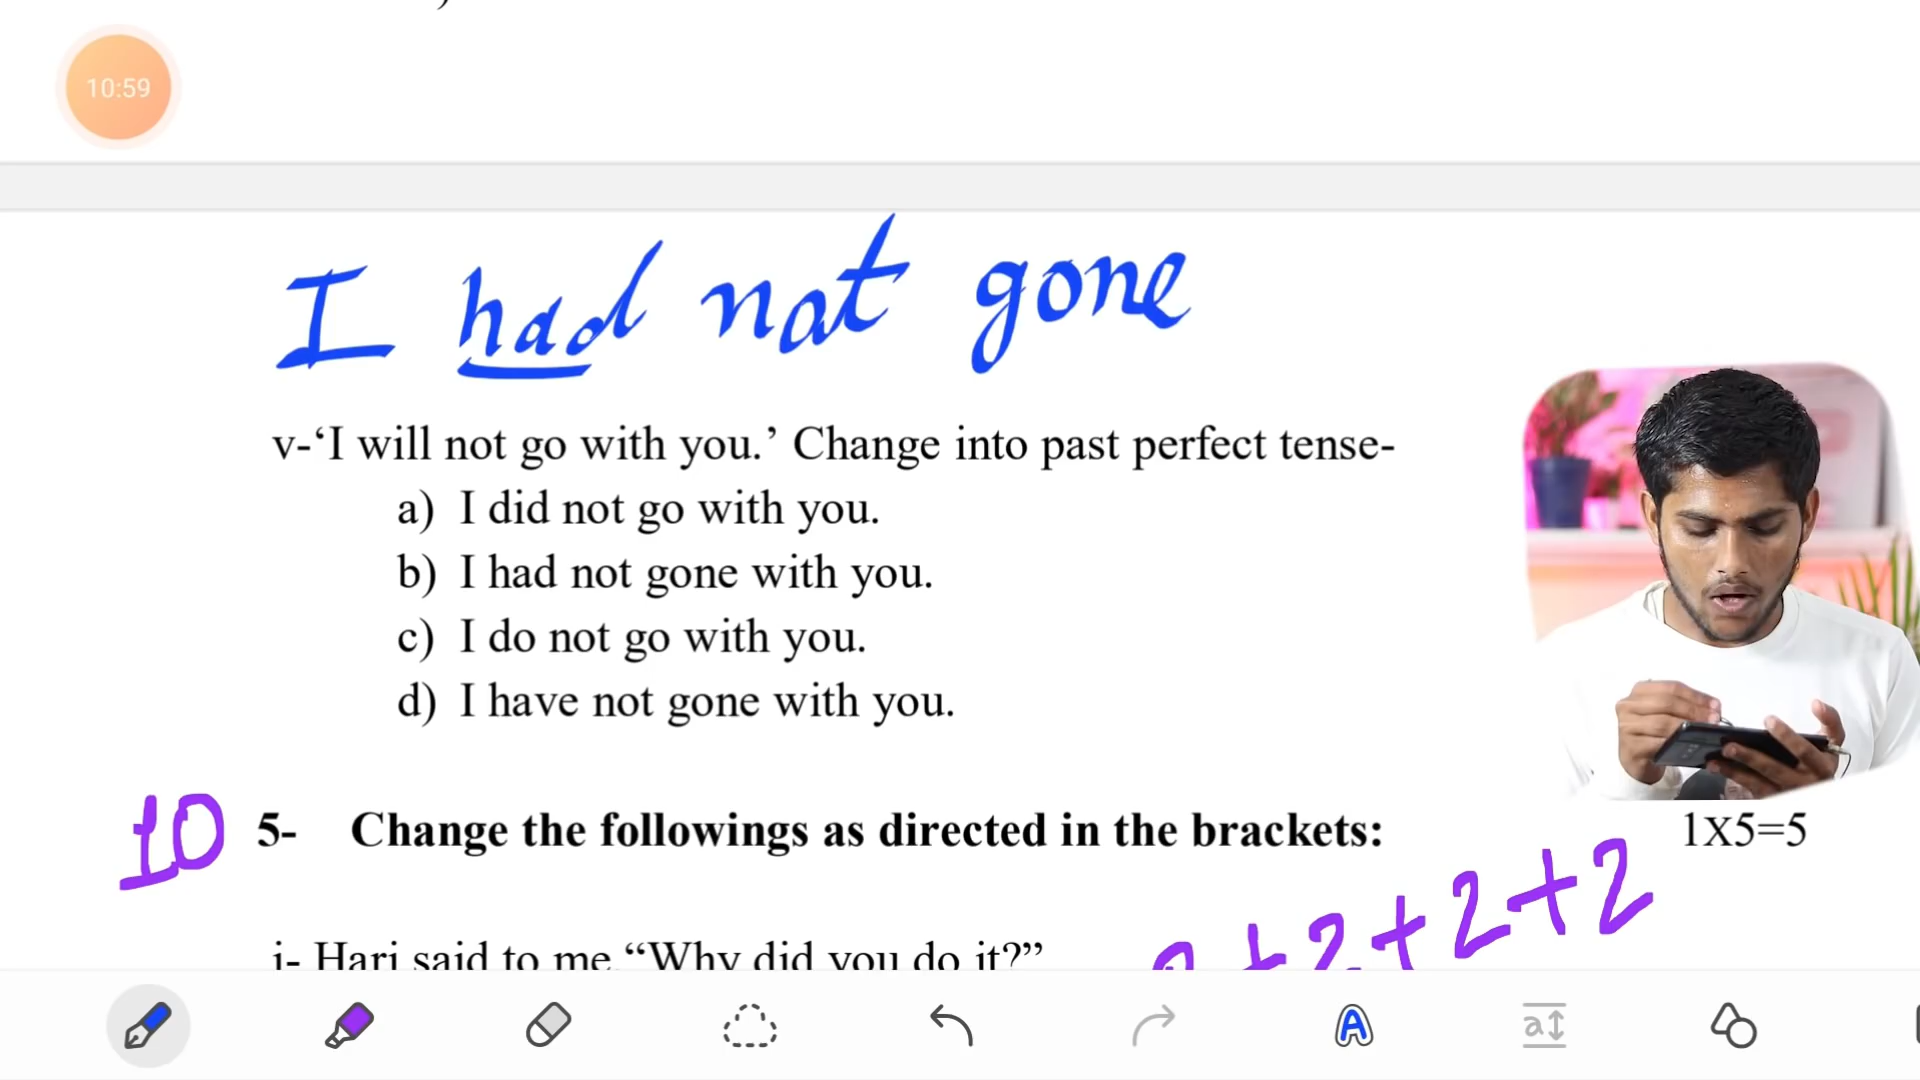 10:59
I had not gone
v-‘I will not go with you.’ Change into past perfect tense-
a) I did not go with you.
b) I had not gone with you.
c) I do not go with you.
d) I have not gone with you.
10 5- Change the followings as directed in the brackets: 1X5=5
2+2+2+2
i- Hari said to me, “Why did you do it?”
A a